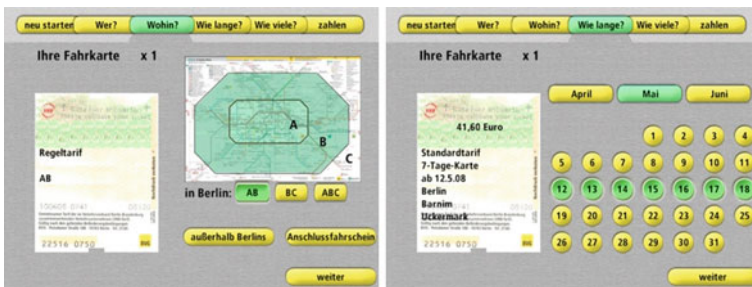 neu starten Wer? Wohin? Wie lange? Wie viele? zahlen
Ihre Fahrkarte x 1
Regeltarif
AB
22516 0750
BVG
A
B
C
in Berlin: AB BC ABC
außerhalb Berlins Anschlussfahrschein
weiter
neu starten Wer? Wohin? Wie lange? Wie viele? zahlen
Ihre Fahrkarte x 1
41,60 Euro
Standardtarif
7-Tage-Karte
ab 12.5.08
Berlin
Barnim
Uckermark
22516 0750
BVG
April Mai Juni
1 2 3 4
5 6 7 8 9 10 11
12 13 14 15 16 17 18
19 20 21 22 23 24 25
26 27 28 29 30 31
weiter